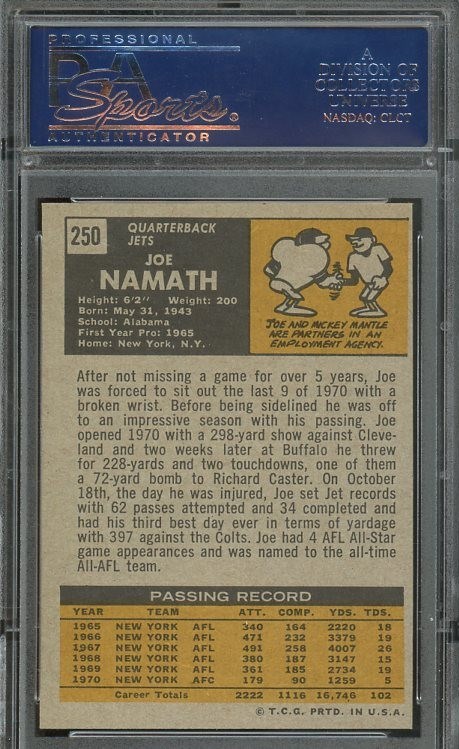 PROFESSIONAL
PSA
Sports
AUTHENTICATOR
A
DIVISION OF
COLLECTORS
UNIVERSE
NASDAQ: CLCT
250
QUARTERBACK
JETS
JOE
NAMATH
Height: 6'2" Weight: 200
Born: May 31, 1943
School: Alabama
First Year Pro: 1965
Home: New York, N.Y.
JOE AND MICKEY MANTLE
ARE PARTNERS IN AN
EMPLOYMENT AGENCY.
After not missing a game for over 5 years, Joe
was forced to sit out the last 9 of 1970 with a
broken wrist. Before being sidelined he was off
to an impressive season with his passing. Joe
opened 1970 with a 298-yard show against Cleve-
land and two weeks later at Buffalo he threw
for 228-yards and two touchdowns, one of them
a 72-yard bomb to Richard Caster. On October
18th, the day he was injured, Joe set Jet records
with 62 passes attempted and 34 completed and
had his third best day ever in terms of yardage
with 397 against the Colts. Joe had 4 AFL All-Star
game appearances and was named to the all-time
All-AFL team.
PASSING RECORD
YEAR TEAM ATT. COMP. YDS. TDS.
1965 NEW YORK AFL 340 164 2220 18
1966 NEW YORK AFL 471 232 3379 19
1967 NEW YORK AFL 491 258 4007 26
1968 NEW YORK AFL 380 187 3147 15
1969 NEW YORK AFL 361 185 2734 19
1970 NEW YORK AFC 179 90 1259 5
Career Totals 2222 1116 16,746 102
© T.C.G. PRTD. IN U.S.A.